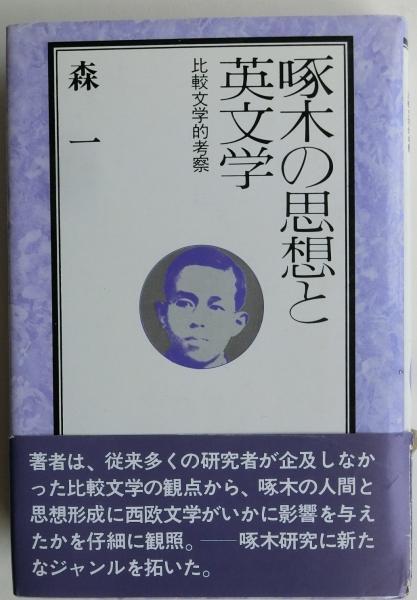 啄木の思想と
英文学
比較文学的考察
森 一
著者は、従来多くの研究者が企及しなか
った比較文学の観点から、啄木の人間と
思想形成に西欧文学がいかに影響を与え
たかを仔細に観照。――啄木研究に新た
なジャンルを拓いた。